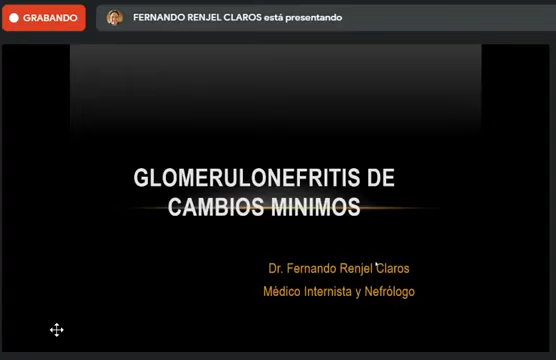 GRABANDO
FERNANDO RENJEL CLAROS está presentando
GLOMERULONEFRITIS DE
CAMBIOS MINIMOS
Dr. Fernando Renjel Claros
Médico Internista y Nefrólogo